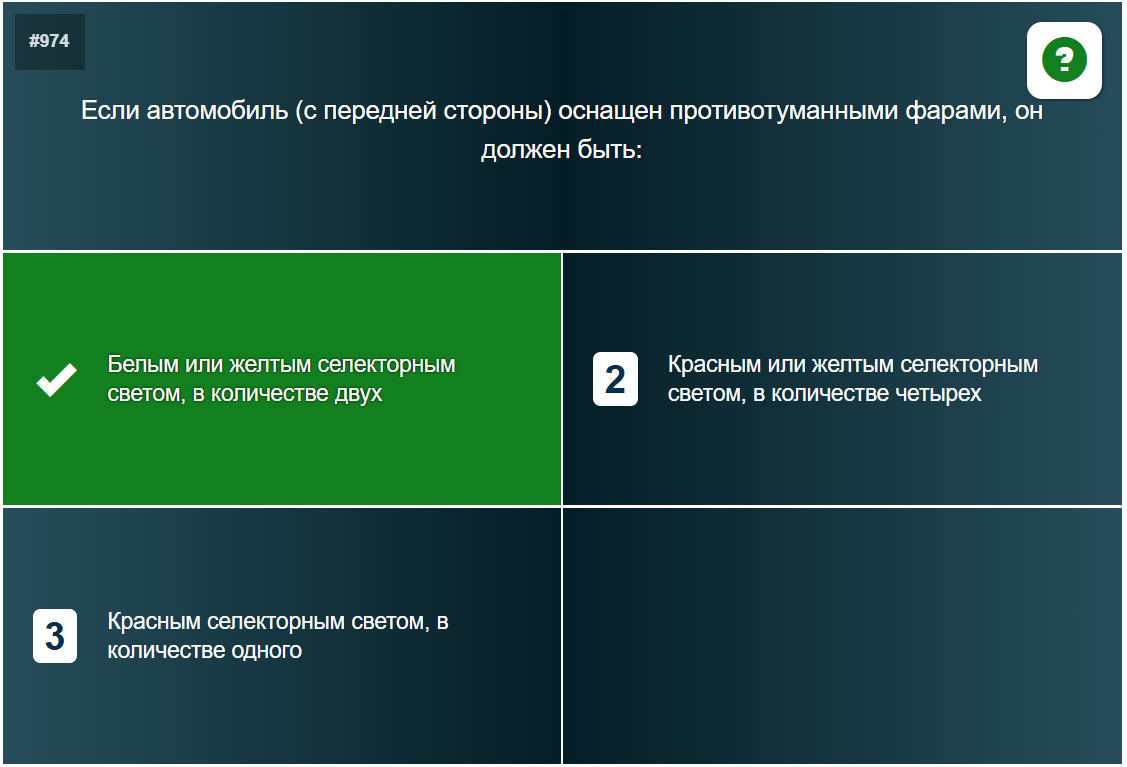 #974
?
Если автомобиль (с передней стороны) оснащен противотуманными фарами, он
должен быть:
Белым или желтым селекторным
светом, в количестве двух
2
Красным или желтым селекторным
светом, в количестве четырех
3
Красным селекторным светом, в
количестве одного